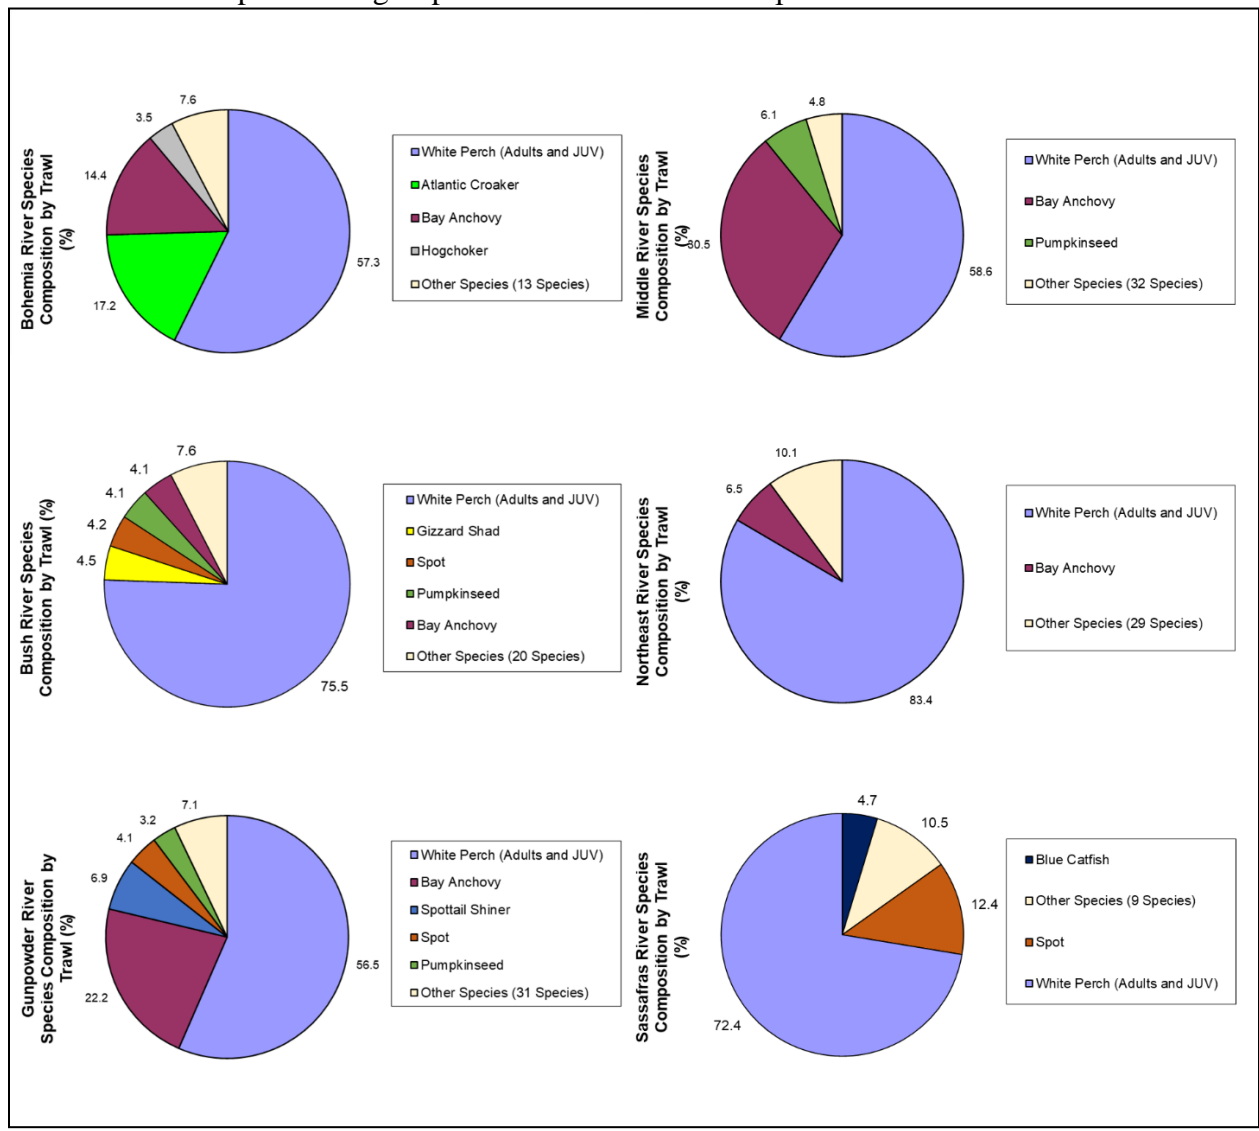 Bohemia River Species
Composition by Trawl
(%)
7.6
3.5
14.4
17.2
57.3
White Perch (Adults and JUV)
Atlantic Croaker
Bay Anchovy
Hogchoker
Other Species (13 Species)
Middle River Species
Composition by Trawl
(%)
4.8
6.1
30.5
58.6
White Perch (Adults and JUV)
Bay Anchovy
Pumpkinseed
Other Species (32 Species)
Bush River Species
Composition by Trawl (%)
7.6
4.1
4.1
4.2
4.5
75.5
White Perch (Adults and JUV)
Gizzard Shad
Spot
Pumpkinseed
Bay Anchovy
Other Species (20 Species)
Northeast River Species
Composition by Trawl
(%)
10.1
6.5
83.4
White Perch (Adults and JUV)
Bay Anchovy
Other Species (29 Species)
Gunpowder River
Species Composition by
Trawl (%)
7.1
3.2
4.1
6.9
22.2
56.5
White Perch (Adults and JUV)
Bay Anchovy
Spottail Shiner
Spot
Pumpkinseed
Other Species (31 Species)
Sassafras River Species
Composition by Trawl
(%)
4.7
10.5
12.4
72.4
Blue Catfish
Other Species (9 Species)
Spot
White Perch (Adults and JUV)